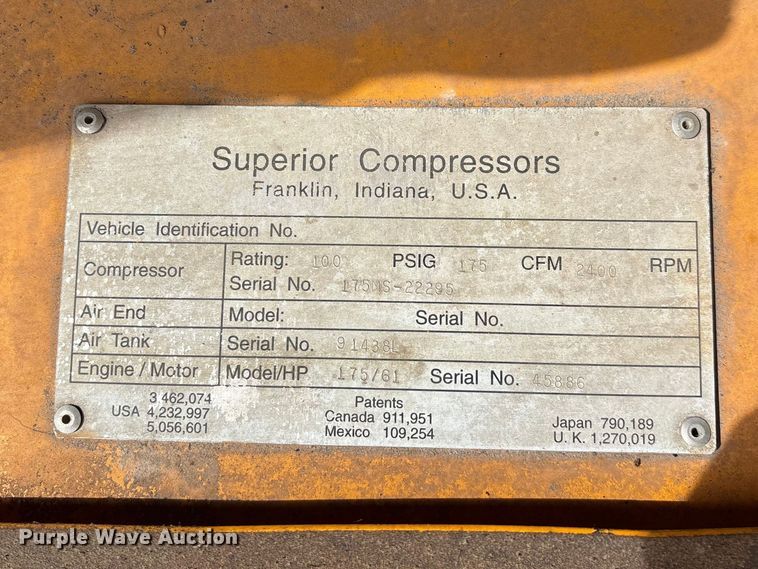 Superior Compressors
Franklin, Indiana, U.S.A.
Vehicle Identification No.
Compressor Rating: 100 PSIG 175 CFM 2400 RPM
Serial No. 175MS-22295
Air End Model: Serial No.
Air Tank Serial No.
Engine / Motor Model/HP 175/61 Serial No. 45886
Patents
USA 3 462,074
4,232,997
5,056,601
Canada 911,951
Mexico 109,254
Japan 790,189
U. K. 1,270,019
Purple Wave Auction
purplewave.com